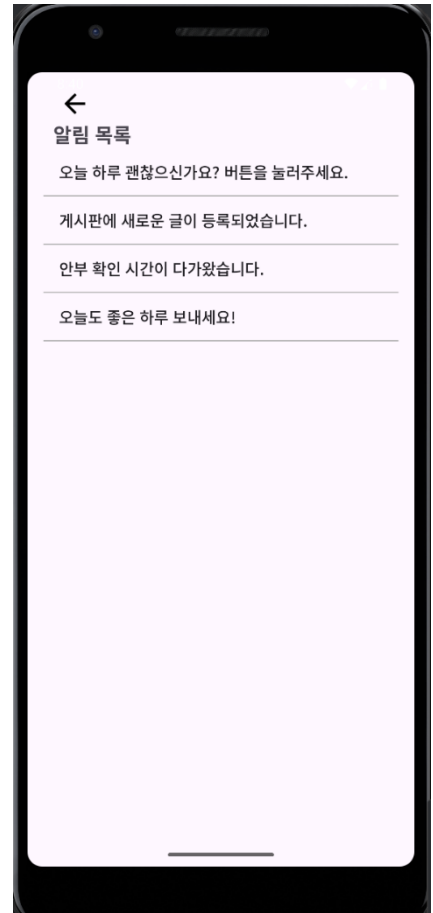 알림 목록
오늘 하루 괜찮으신가요? 버튼을 눌러주세요.
게시판에 새로운 글이 등록되었습니다.
안부 확인 시간이 다가왔습니다.
오늘도 좋은 하루 보내세요!